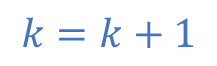 k = k + 1